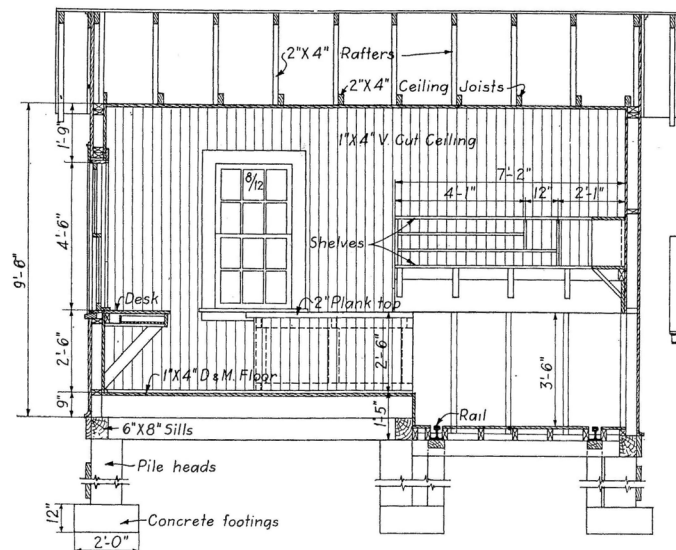 2"X4" Rafters
2"X4" Ceiling Joists
1"X4" V. Cut Ceiling
1'-9"
8/12
7'-2"
4'-1"
12"
2'-1"
4'-6"
Shelves
9'-6"
Desk
2" Plank top
2'-6"
2'-6"
3'-6"
1"X4" D&M. Floor
9"
1'-5"
Rail
6"X8" Sills
Pile heads
12"
Concrete footings
2'-0"